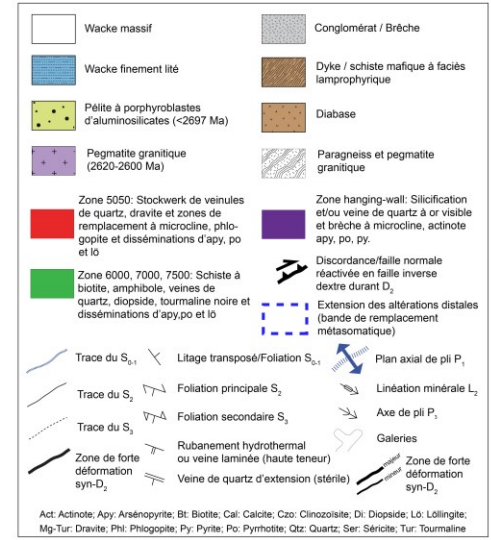 Wacke massif
Conglomérat / Brêche
Wacke finement lité
Dyke / schiste mafique à faciès
lamprophyrique
Pélite à porphyroblastes
d'aluminosilicates (<2697 Ma)
Diabase
Pegmatite granitique
(2620-2600 Ma)
Paragneiss et pegmatite
granitique
Zone 5050: Stockwerk de veinules
de quartz, dravite et zones de
remplacement à microcline, phlo-
gopite et disséminations d'apy, po
et lö
Zone hanging-wall: Silicification
et/ou veine de quartz à or visible
et brèche à microcline, actinote
apy, po, py.
Zone 6000, 7000, 7500: Schiste à
biotite, amphibole, veines de
quartz, diopside, tourmaline noire et
disséminations d'apy,po et lö
Discordance/faille normale
réactivée en faille inverse
dextre durant D2
Extension des altérations distales
(bande de remplacement
métasomatique)
Trace du S0-1
Litage transposé/Foliation S0-1
Plan axial de pli P1
Trace du S2
Foliation principale S2
Linéation minérale L2
Trace du S3
Foliation secondaire S3
Axe de pli P3
Zone de forte
déformation
syn-D2
Rubanement hydrothermal
ou veine laminée (haute teneur)
Veine de quartz d'extension (stérile)
Galeries
majeur
mineur
Zone de forte
déformation
syn-D2
Act: Actinote; Apy: Arsénopyrite; Bt: Biotite; Cal: Calcite; Czo: Clinozoïsite; Di: Diopside; Lö: Löllingite;
Mg-Tur: Dravite; Phl: Phlogopite; Py: Pyrite; Po: Pyrrhotite; Qtz: Quartz; Ser: Séricite; Tur: Tourmaline